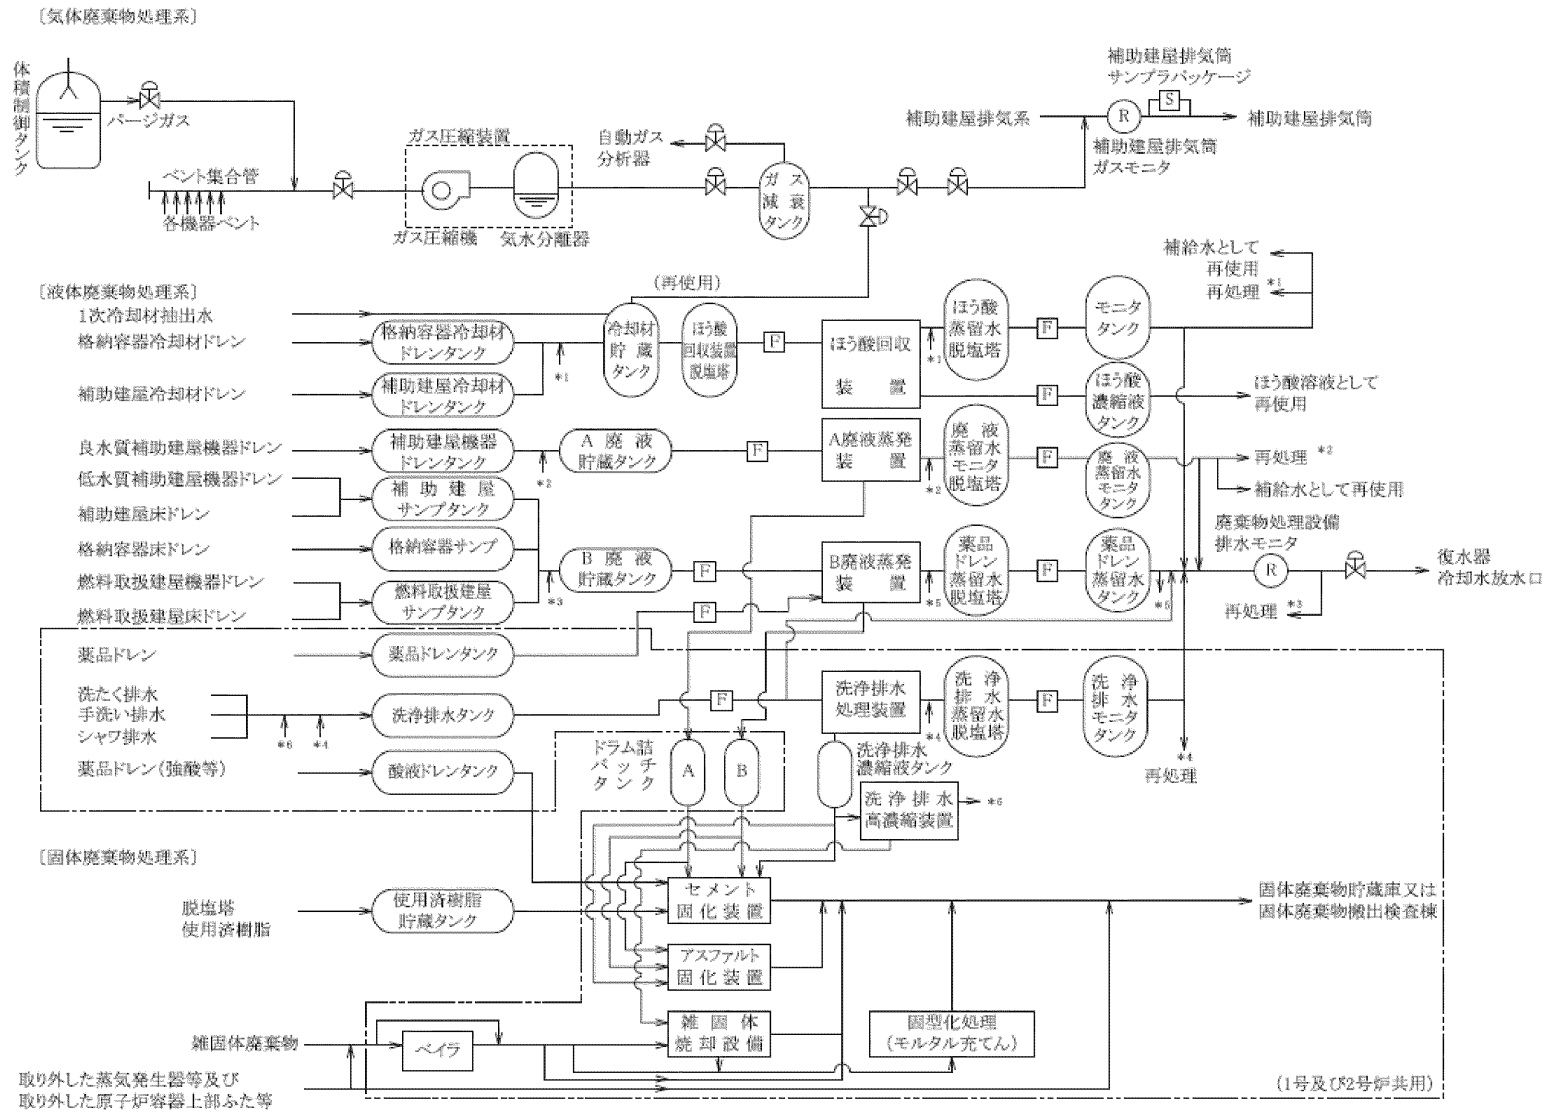 〔気体廃棄物処理系〕
体積制御タンク
パージガス
ベント集合管
各機器ベント
ガス圧縮装置
ガス圧縮機
気水分離器
自動ガス
分析器
ガス
減衰
タンク
補助建屋排気筒
サンプラパッケージ
補助建屋排気系
R
S
補助建屋排気筒
補助建屋排気筒
ガスモニタ
〔液体廃棄物処理系〕
(再使用)
補給水として
再使用
再処理 *1
1次冷却材抽出水
格納容器冷却材ドレン
格納容器冷却材
ドレンタンク
*1
冷却材
貯蔵
タンク
ほう酸
回収装置
脱塩塔
F
ほう酸回収
装置
*1
ほう酸
蒸留水
脱塩塔
F
モニタ
タンク
補助建屋冷却材ドレン
補助建屋冷却材
ドレンタンク
F
ほう酸
濃縮液
タンク
ほう酸溶液として
再使用
良水質補助建屋機器ドレン
補助建屋機器
ドレンタンク
*2
A廃液
貯蔵タンク
F
A廃液蒸発
装置
*2
廃液
蒸留水
モニタ
脱塩塔
F
廃液
蒸留水
モニタ
タンク
再処理 *2
補給水として再使用
低水質補助建屋機器ドレン
補助建屋床ドレン
補助建屋
サンプタンク
格納容器床ドレン
格納容器サンプ
燃料取扱建屋機器ドレン
燃料取扱建屋床ドレン
燃料取扱建屋
サンプタンク
*3
B廃液
貯蔵タンク
F
F
B廃液蒸発
装置
*5
薬品
ドレン
蒸留水
脱塩塔
F
薬品
ドレン
蒸留水
タンク
*5
廃棄物処理設備
排水モニタ
R
再処理 *3
復水器
冷却水放水口
薬品ドレン
薬品ドレンタンク
洗たく排水
手洗い排水
シャワ排水
*6
*4
洗浄排水タンク
F
洗浄排水
処理装置
*4
洗浄
排水
蒸留水
脱塩塔
F
洗浄
排水
モニタ
タンク
*4
再処理
薬品ドレン(強酸等)
酸液ドレンタンク
ドラム詰
バッチ
タンク
A
B
洗浄排水
濃縮液タンク
洗浄排水
高濃縮装置
*6
〔固体廃棄物処理系〕
脱塩塔
使用済樹脂
使用済樹脂
貯蔵タンク
セメント
固化装置
固体廃棄物貯蔵庫又は
固体廃棄物搬出検査棟
アスファルト
固化装置
雑固体廃棄物
ベイラ
雑固体
焼却設備
固型化処理
(モルタル充てん)
取り外した蒸気発生器等及び
取り外した原子炉容器上部ふた等
(1号及び2号炉共用)